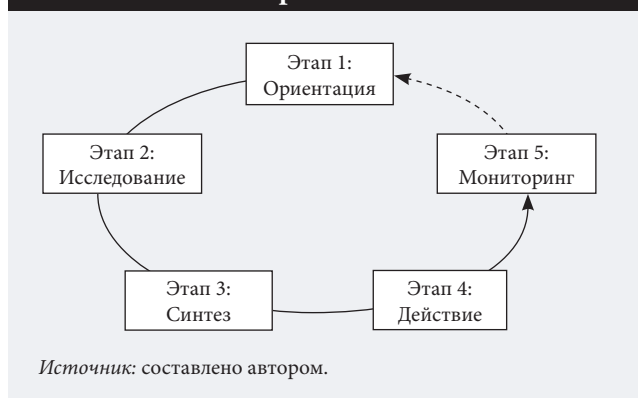 Этап 1:
Ориентация
Этап 2:
Исследование
Этап 3:
Синтез
Этап 4:
Действие
Этап 5:
Мониторинг
Источник: составлено автором.